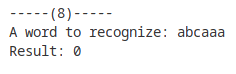 -----(8)-----
A word to recognize: abcaaa
Result: 0